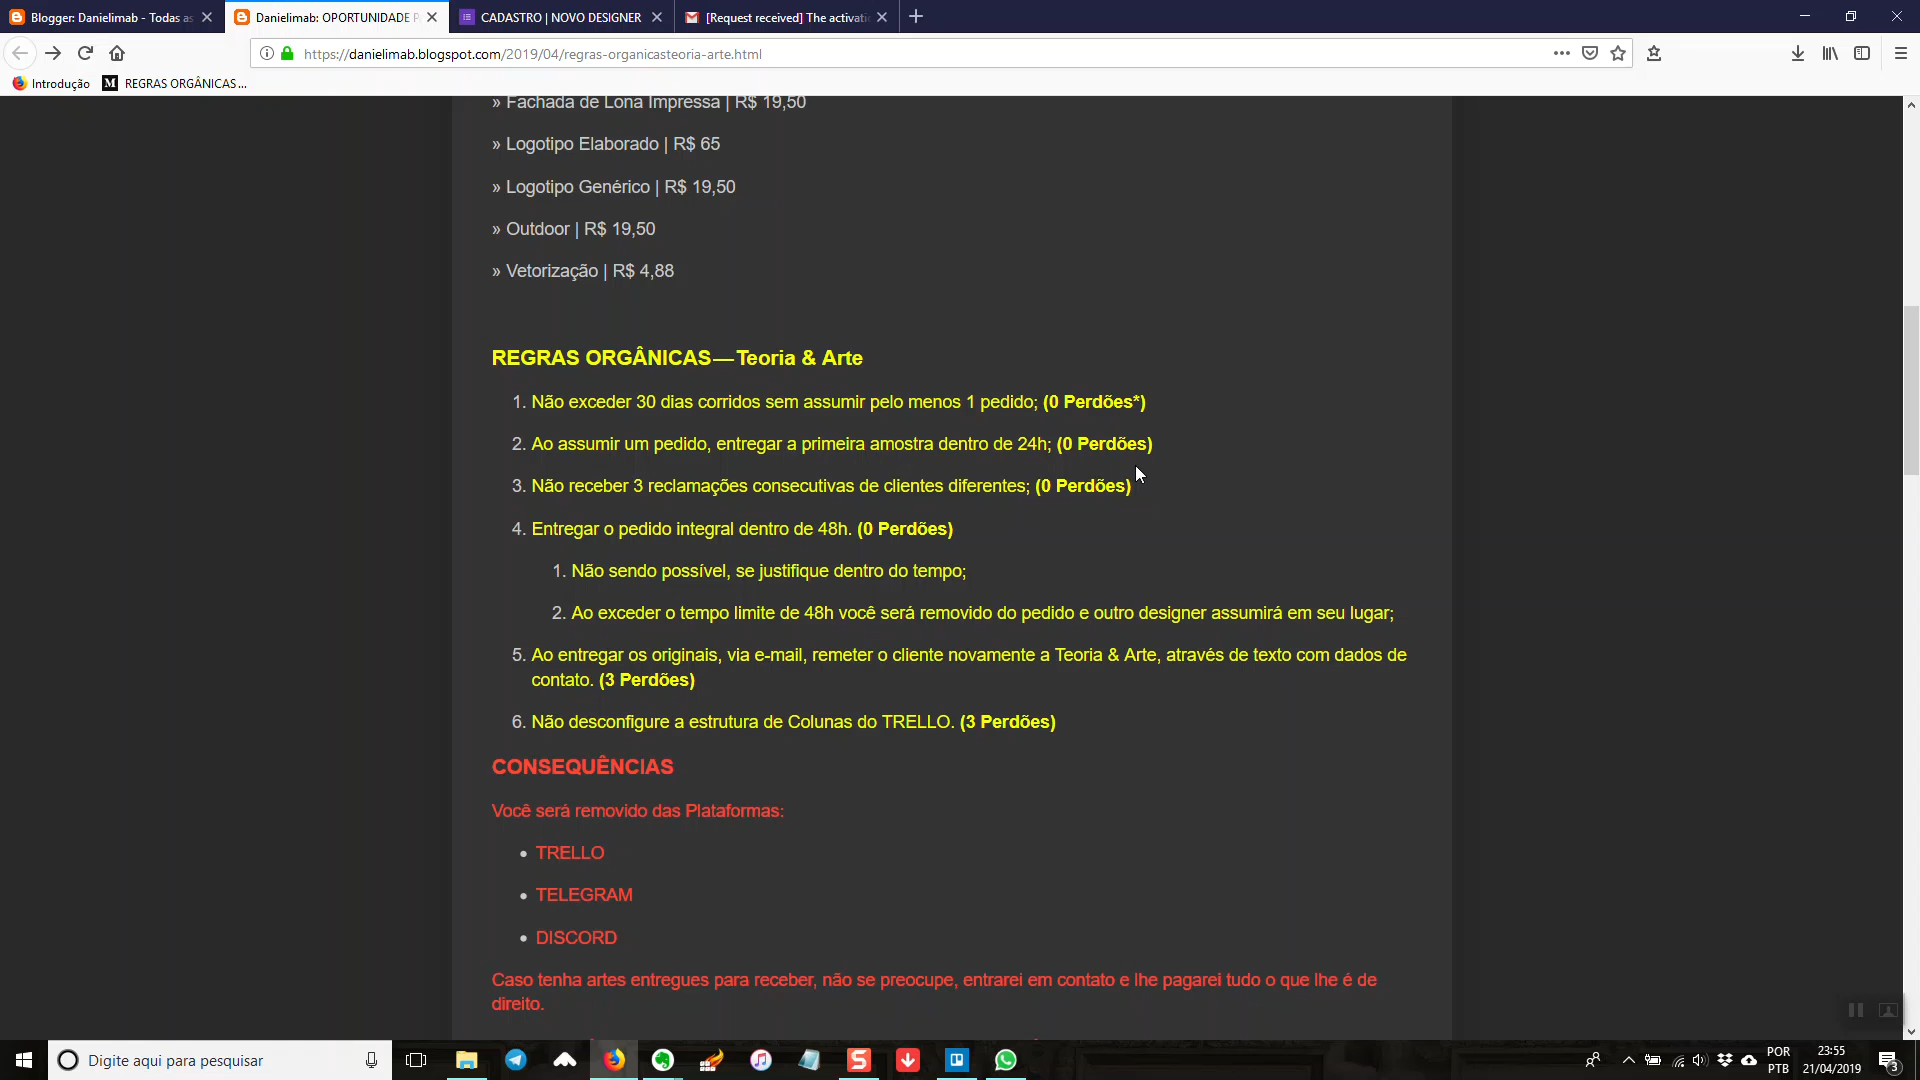 Blogger: Danielimab - Todas as
Danielimab: OPORTUNIDADE P
CADASTRO | NOVO DESIGNER
[Request received] The activati
https://danielimab.blogspot.com/2019/04/regras-organicasteoria-arte.html
Introdução
M REGRAS ORGÂNICAS ...
» Fachada de Lona Impressa | R$ 19,50
» Logotipo Elaborado | R$ 65
» Logotipo Genérico | R$ 19,50
» Outdoor | R$ 19,50
» Vetorização | R$ 4,88
REGRAS ORGÂNICAS—Teoria & Arte
1. Não exceder 30 dias corridos sem assumir pelo menos 1 pedido; (0 Perdões*)
2. Ao assumir um pedido, entregar a primeira amostra dentro de 24h; (0 Perdões)
3. Não receber 3 reclamações consecutivas de clientes diferentes; (0 Perdões)
4. Entregar o pedido integral dentro de 48h. (0 Perdões)
1. Não sendo possível, se justifique dentro do tempo;
2. Ao exceder o tempo limite de 48h você será removido do pedido e outro designer assumirá em seu lugar;
5. Ao entregar os originais, via e-mail, remeter o cliente novamente a Teoria & Arte, através de texto com dados de
contato. (3 Perdões)
6. Não desconfigure a estrutura de Colunas do TRELLO. (3 Perdões)
CONSEQUÊNCIAS
Você será removido das Plataformas:
• TRELLO
• TELEGRAM
• DISCORD
Caso tenha artes entregues para receber, não se preocupe, entrarei em contato e lhe pagarei tudo o que lhe é de
direito.
Digite aqui para pesquisar
POR
PTB
23:55
21/04/2019
3